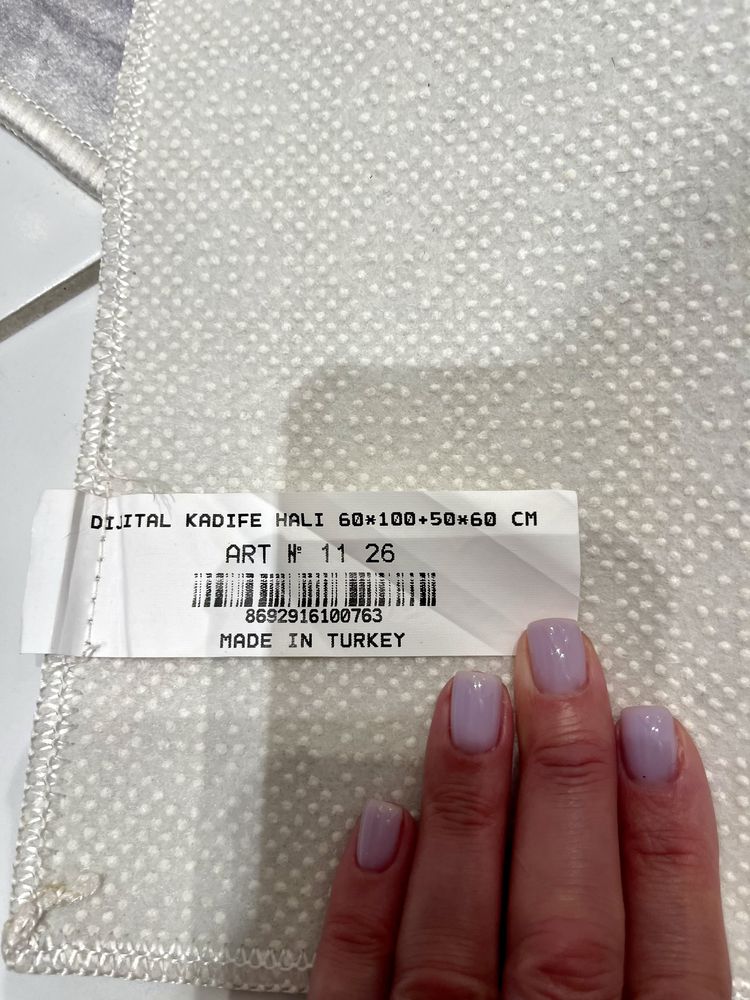 DIJITAL KADIFE HALI 60*100+50*60 CM
ART № 11 26
8692916100763
MADE IN TURKEY